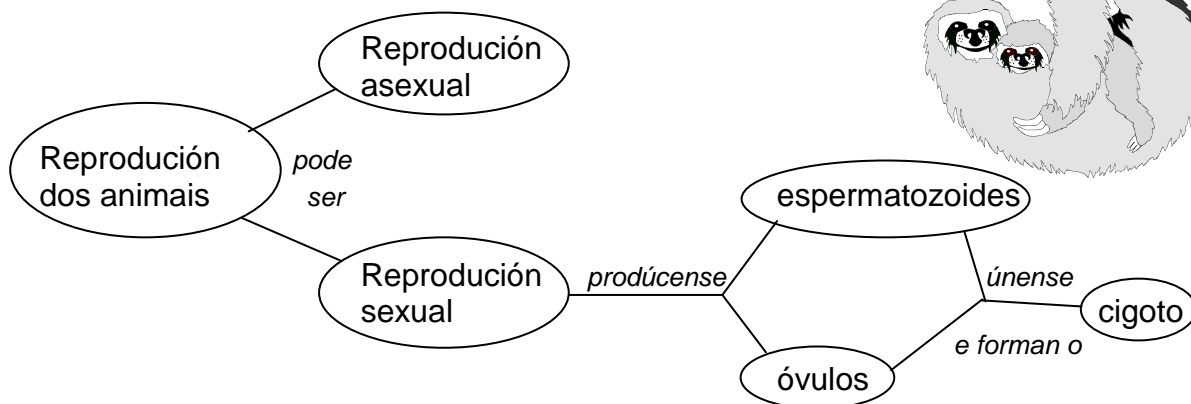 Reprodución
asexual
Reprodución
dos animais
pode
ser
Reprodución
sexual
prodúcense
espermatozoides
óvulos
únense
e forman o
cigoto